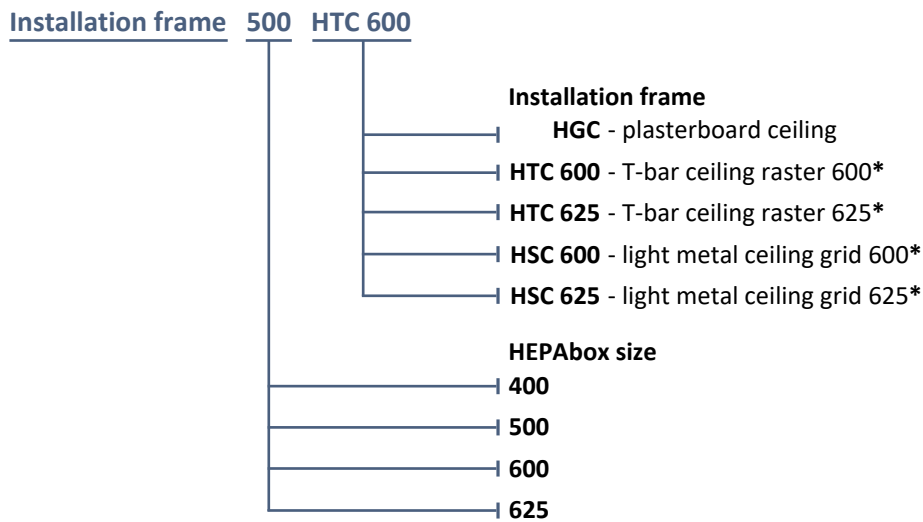 Installation frame 500 HTC 600
Installation frame
HGC - plasterboard ceiling
HTC 600 - T-bar ceiling raster 600*
HTC 625 - T-bar ceiling raster 625*
HSC 600 - light metal ceiling grid 600*
HSC 625 - light metal ceiling grid 625*
HEPAbox size
400
500
600
625